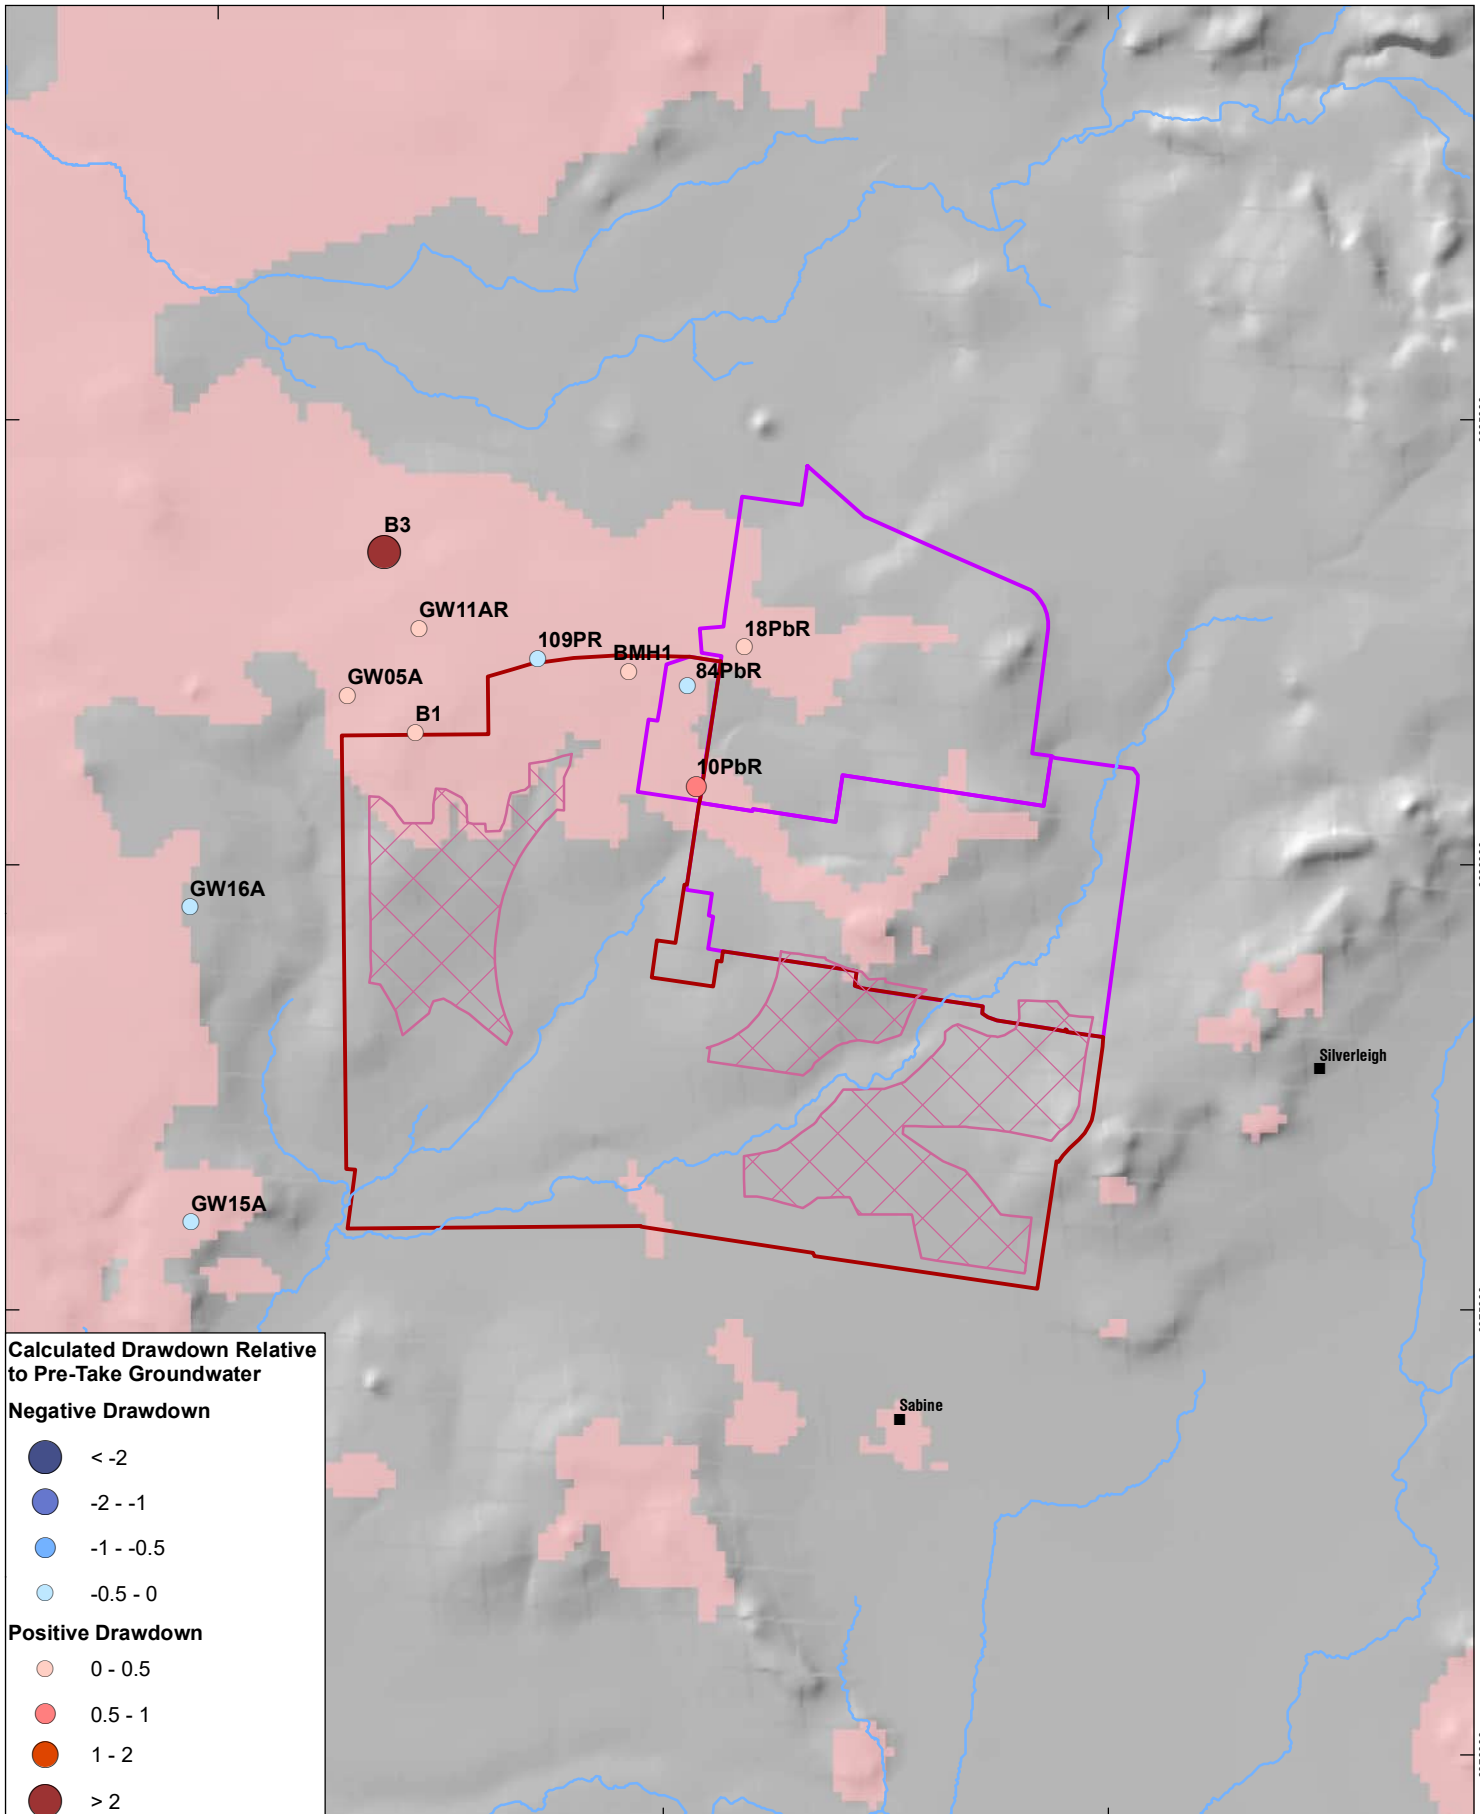 B3
GW11AR
109PR
18PbR
BMH1
84PbR
GW05A
B1
10PbR
GW16A
Silverleigh
GW15A
Sabine
Calculated Drawdown Relative
to Pre-Take Groundwater
Negative Drawdown
< -2
-2 - -1
-1 - -0.5
-0.5 - 0
Positive Drawdown
0 - 0.5
0.5 - 1
1 - 2
> 2